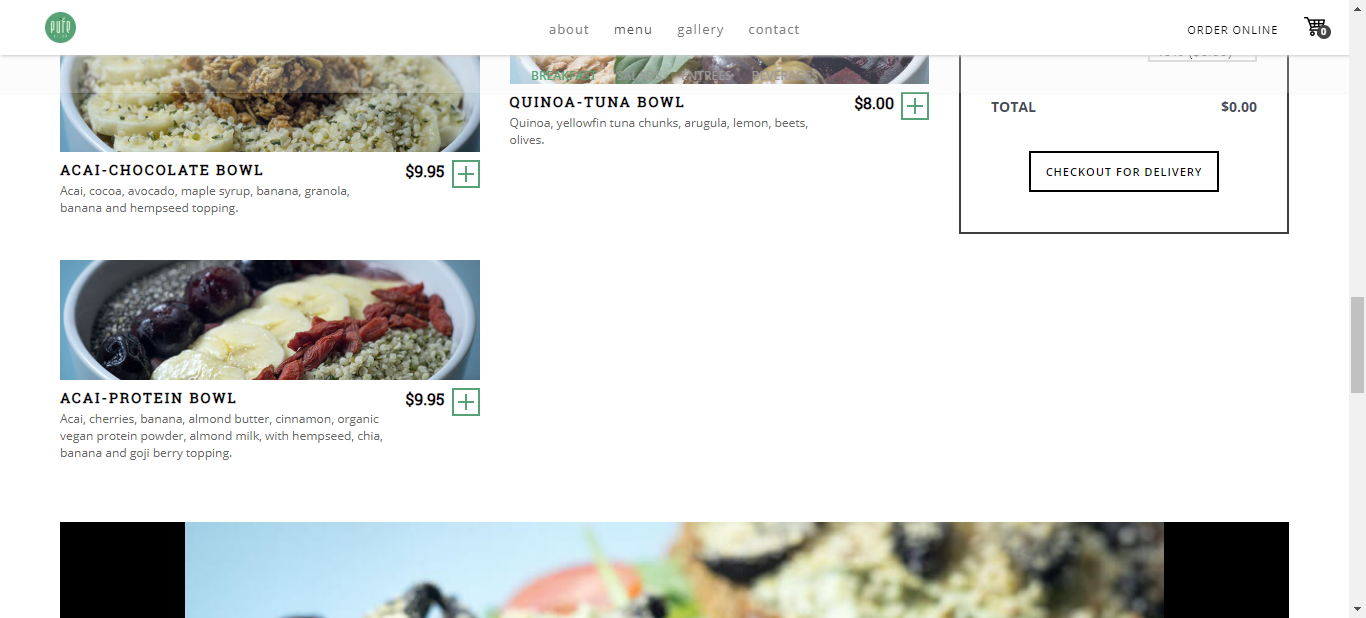 pure
about menu gallery contact
ORDER ONLINE
0
BREAKFAST SALADS ENTREES BEVERAGES
QUINOA-TUNA BOWL $8.00
Quinoa, yellowfin tuna chunks, arugula, lemon, beets,
olives.
TOTAL $0.00
CHECKOUT FOR DELIVERY
ACAI-CHOCOLATE BOWL $9.95
Acai, cocoa, avocado, maple syrup, banana, granola,
banana and hempseed topping.
ACAI-PROTEIN BOWL $9.95
Acai, cherries, banana, almond butter, cinnamon, organic
vegan protein powder, almond milk, with hempseed, chia,
banana and goji berry topping.